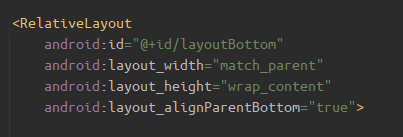 <RelativeLayout
android:id="@+id/layoutBottom"
android:layout_width="match_parent"
android:layout_height="wrap_content"
android:layout_alignParentBottom="true">